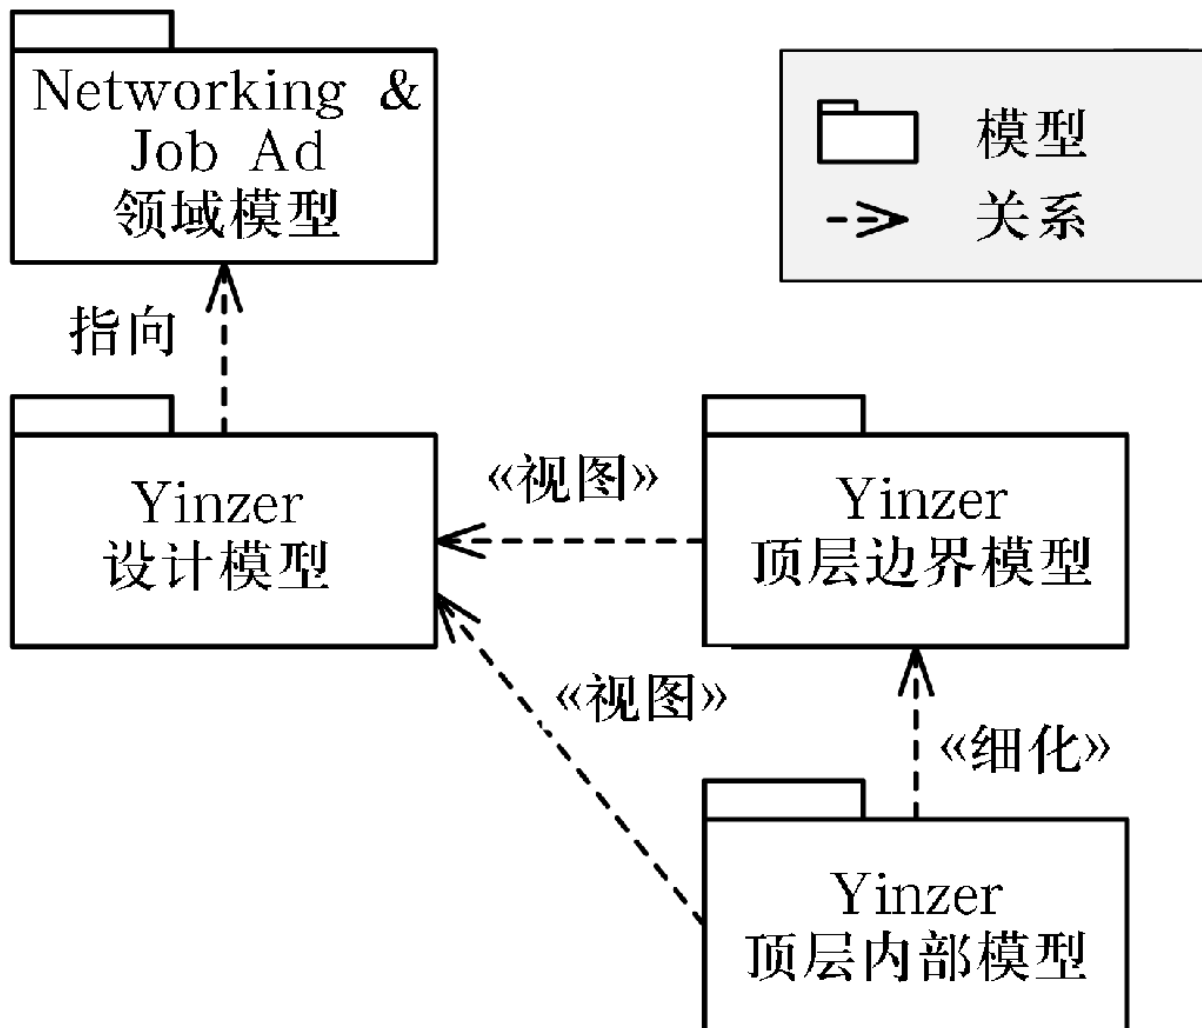 Networking &
Job Ad
领域模型
模型
关系
指向
Yinzer
设计模型
«视图»
Yinzer
顶层边界模型
«视图»
«细化»
Yinzer
顶层内部模型